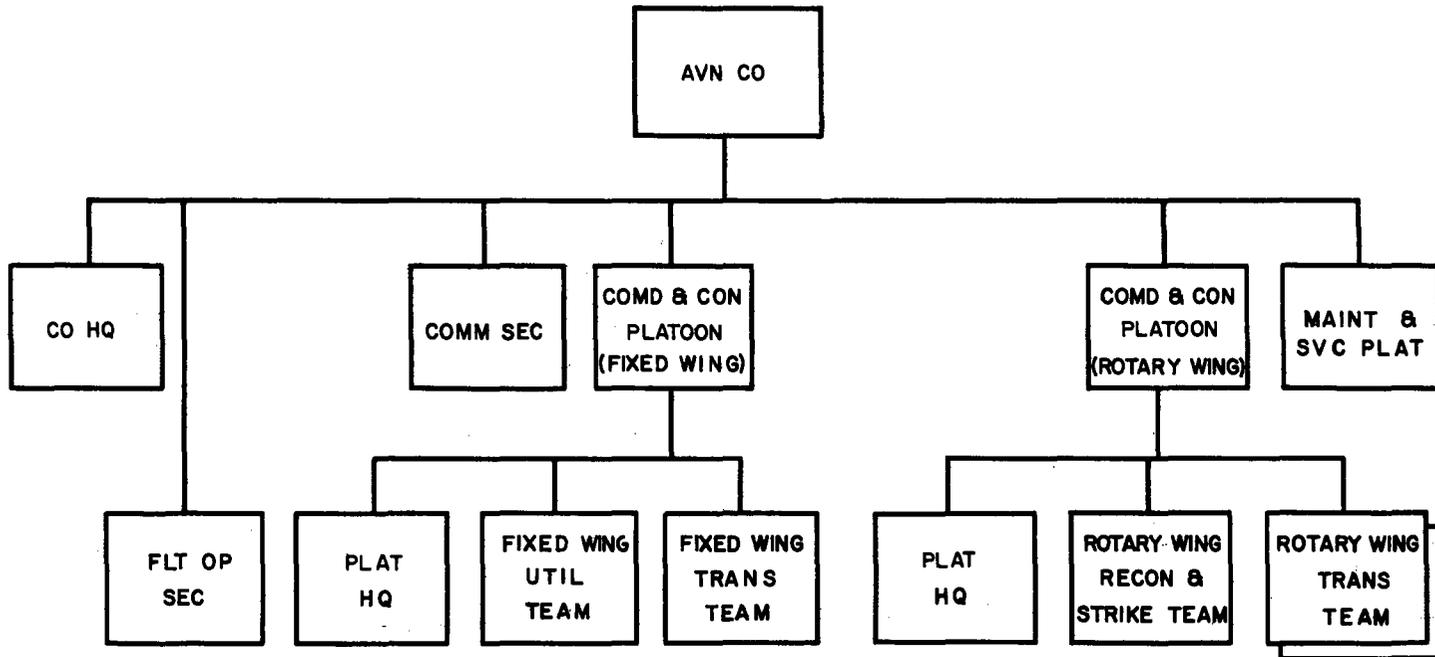 AVN CO
CO HQ
COMM SEC
COMD & CON
PLATOON
(FIXED WING)
COMD & CON
PLATOON
(ROTARY WING)
MAINT &
SVC PLAT
FLT OP
SEC
PLAT
HQ
FIXED WING
UTIL
TEAM
FIXED WING
TRANS
TEAM
PLAT
HQ
ROTARY WING
RECON &
STRIKE TEAM
ROTARY WING
TRANS
TEAM